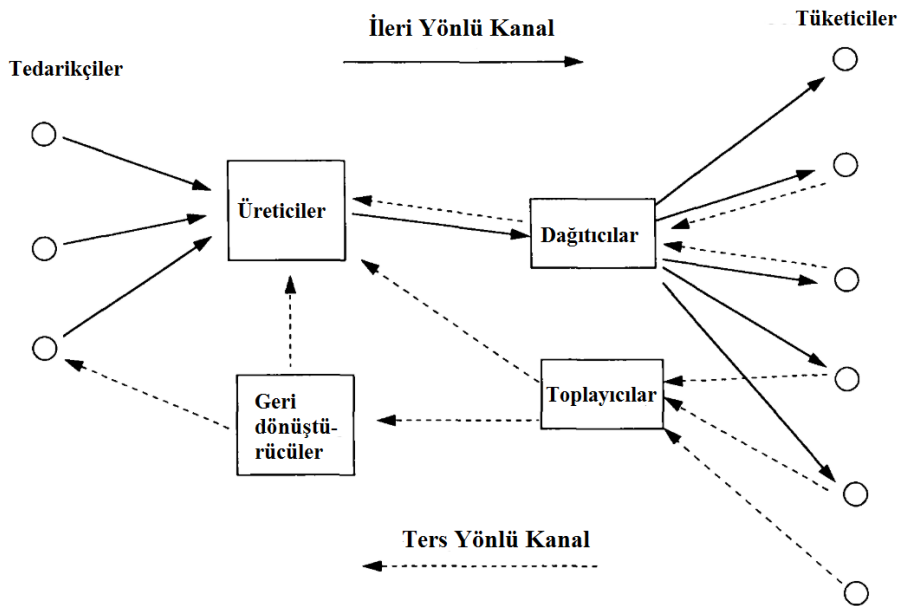 İleri Yönlü Kanal
Tüketiciler
Tedarikçiler
Üreticiler
Dağıtıcılar
Geri
dönüştü-
rücüler
Toplayıcılar
Ters Yönlü Kanal